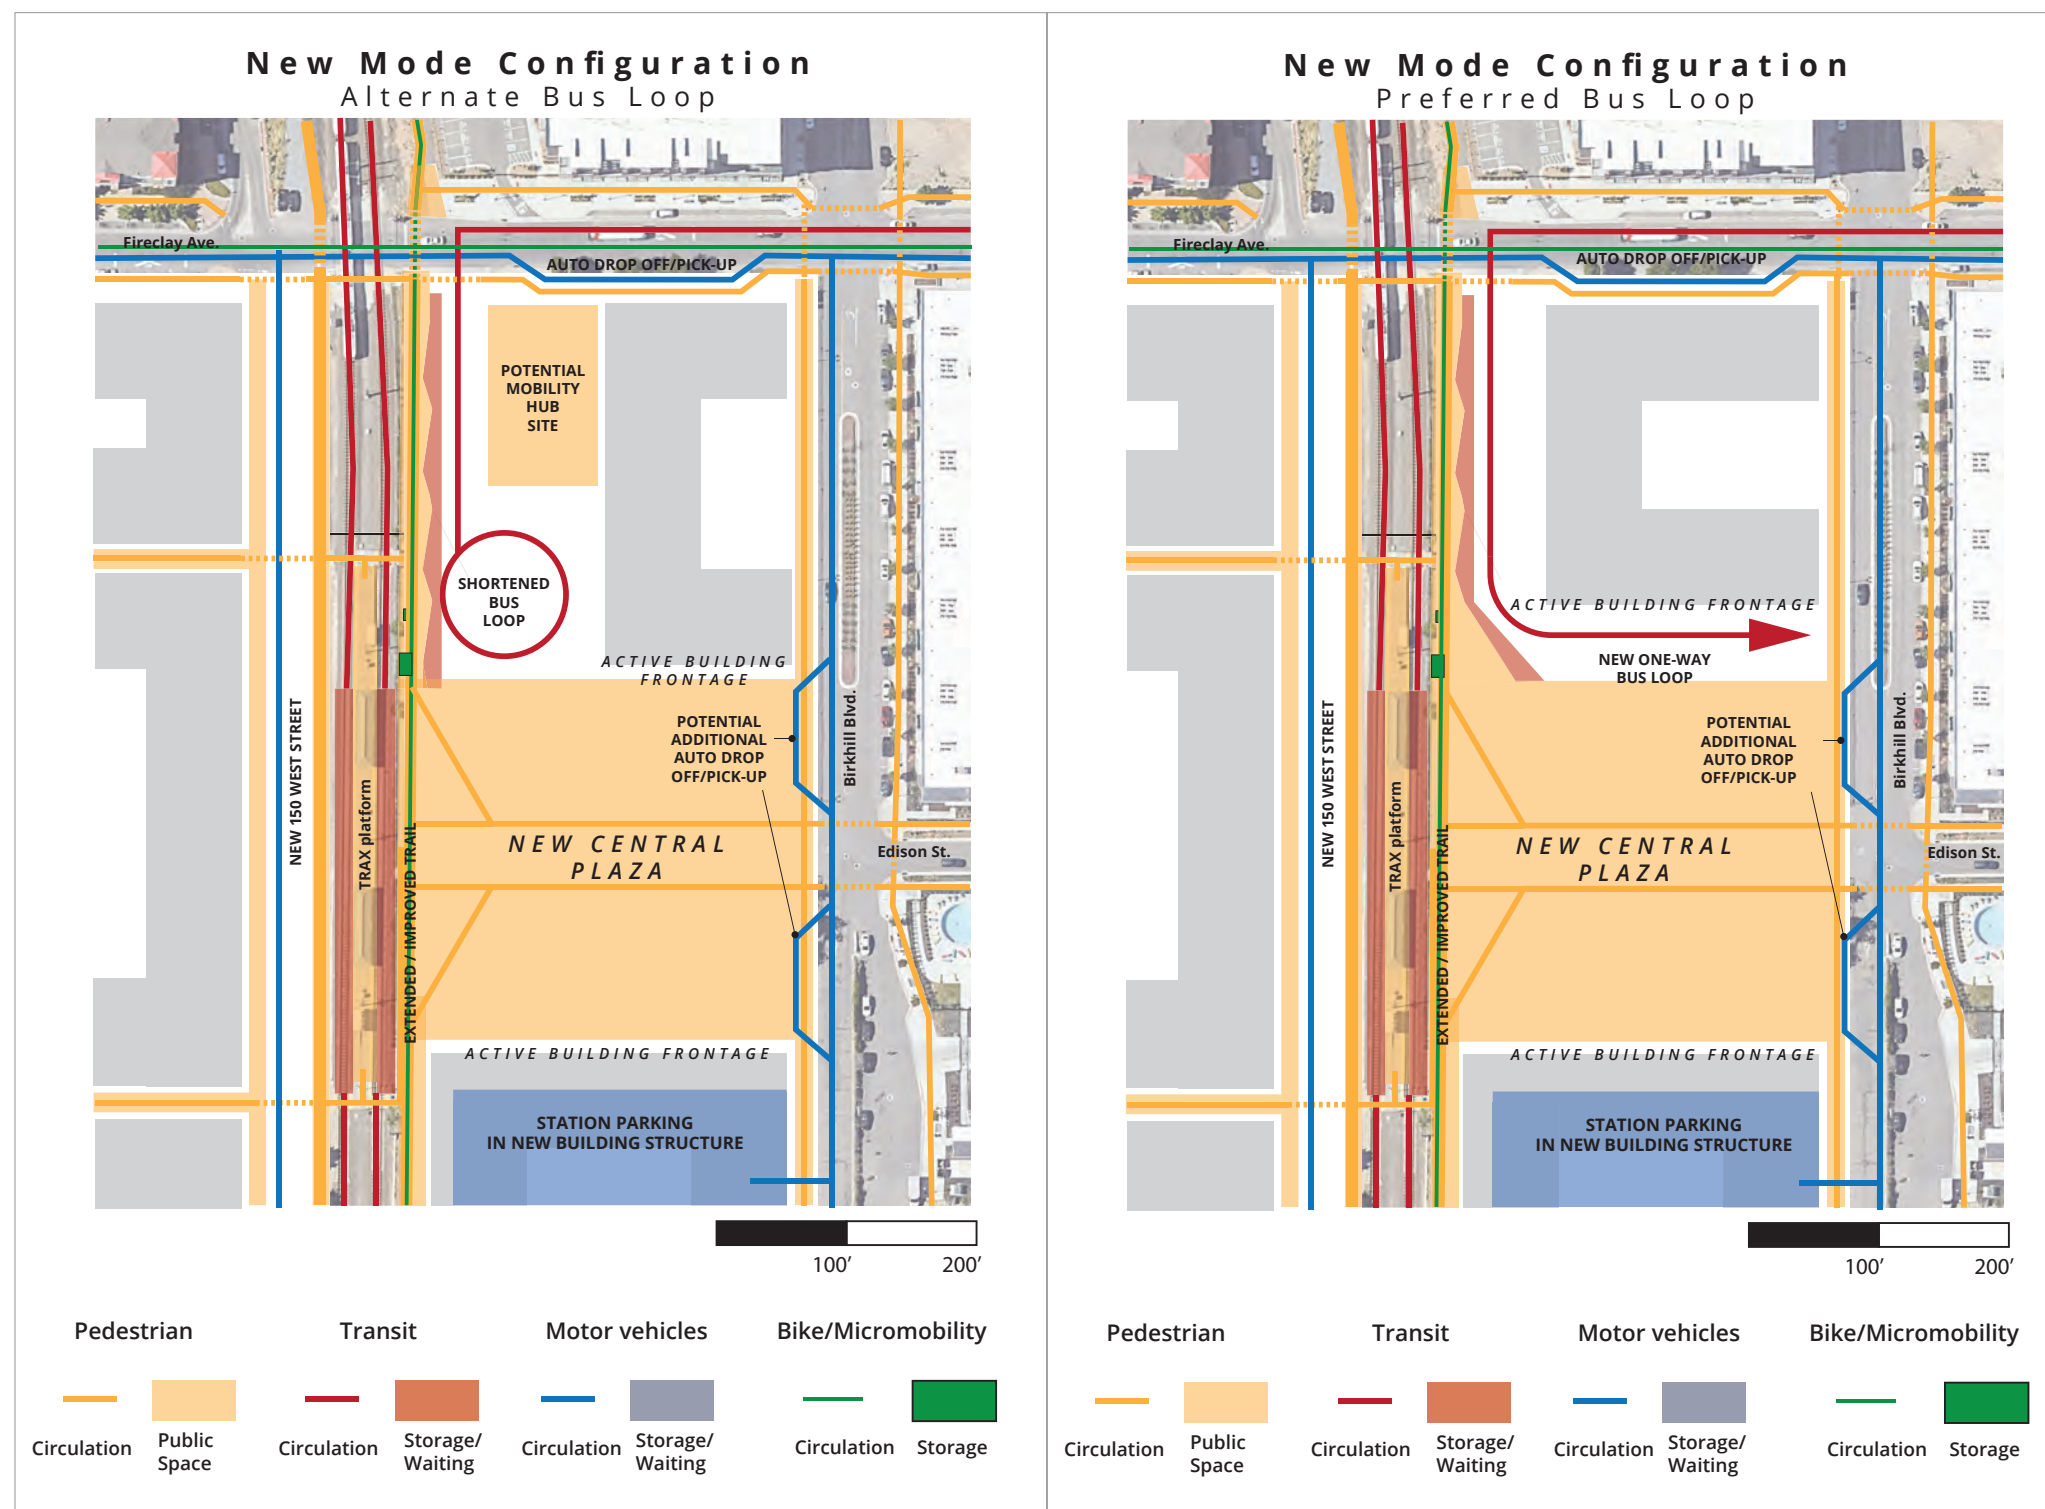 New Mode Configuration
Alternate Bus Loop
Fireclay Ave.
AUTO DROP OFF/PICK-UP
POTENTIAL
MOBILITY
HUB
SITE
SHORTENED
BUS
LOOP
ACTIVE BUILDING
FRONTAGE
POTENTIAL
ADDITIONAL
AUTO DROP
OFF/PICK-UP
Birkhill Blvd.
NEW 150 WEST STREET
TRAX platform
EXTENDED / IMPROVED TRAIL
NEW CENTRAL
PLAZA
Edison St.
ACTIVE BUILDING FRONTAGE
STATION PARKING
IN NEW BUILDING STRUCTURE
100’
200’
Pedestrian
Transit
Motor vehicles
Bike/Micromobility
Circulation
Public
Space
Circulation
Storage/
Waiting
Circulation
Storage/
Waiting
Circulation
Storage
New Mode Configuration
Preferred Bus Loop
Fireclay Ave.
AUTO DROP OFF/PICK-UP
ACTIVE BUILDING FRONTAGE
NEW ONE-WAY
BUS LOOP
POTENTIAL
ADDITIONAL
AUTO DROP
OFF/PICK-UP
Birkhill Blvd.
NEW 150 WEST STREET
TRAX platform
EXTENDED / IMPROVED TRAIL
NEW CENTRAL
PLAZA
Edison St.
ACTIVE BUILDING FRONTAGE
STATION PARKING
IN NEW BUILDING STRUCTURE
100’
200’
Pedestrian
Transit
Motor vehicles
Bike/Micromobility
Circulation
Public
Space
Circulation
Storage/
Waiting
Circulation
Storage/
Waiting
Circulation
Storage